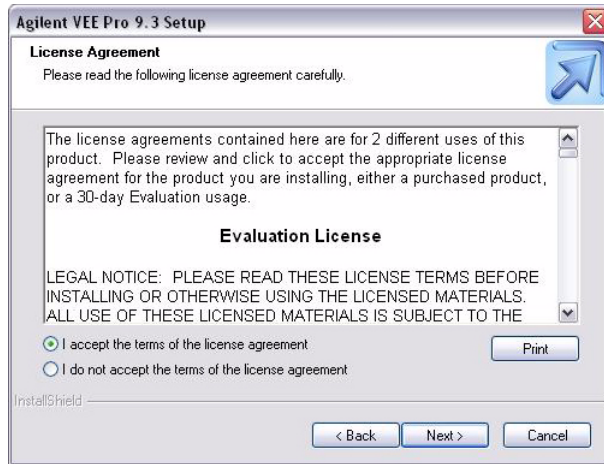 Agilent VEE Pro 9.3 Setup
License Agreement
Please read the following license agreement carefully.
The license agreements contained here are for 2 different uses of this
product.  Please review and click to accept the appropriate license
agreement for the product you are installing, either a purchased product,
or a 30-day Evaluation usage.
Evaluation License
LEGAL NOTICE:  PLEASE READ THESE LICENSE TERMS BEFORE
INSTALLING OR OTHERWISE USING THE LICENSED MATERIALS.
ALL USE OF THESE LICENSED MATERIALS IS SUBJECT TO THE
I accept the terms of the license agreement
Print
I do not accept the terms of the license agreement
InstallShield
< Back
Next >
Cancel